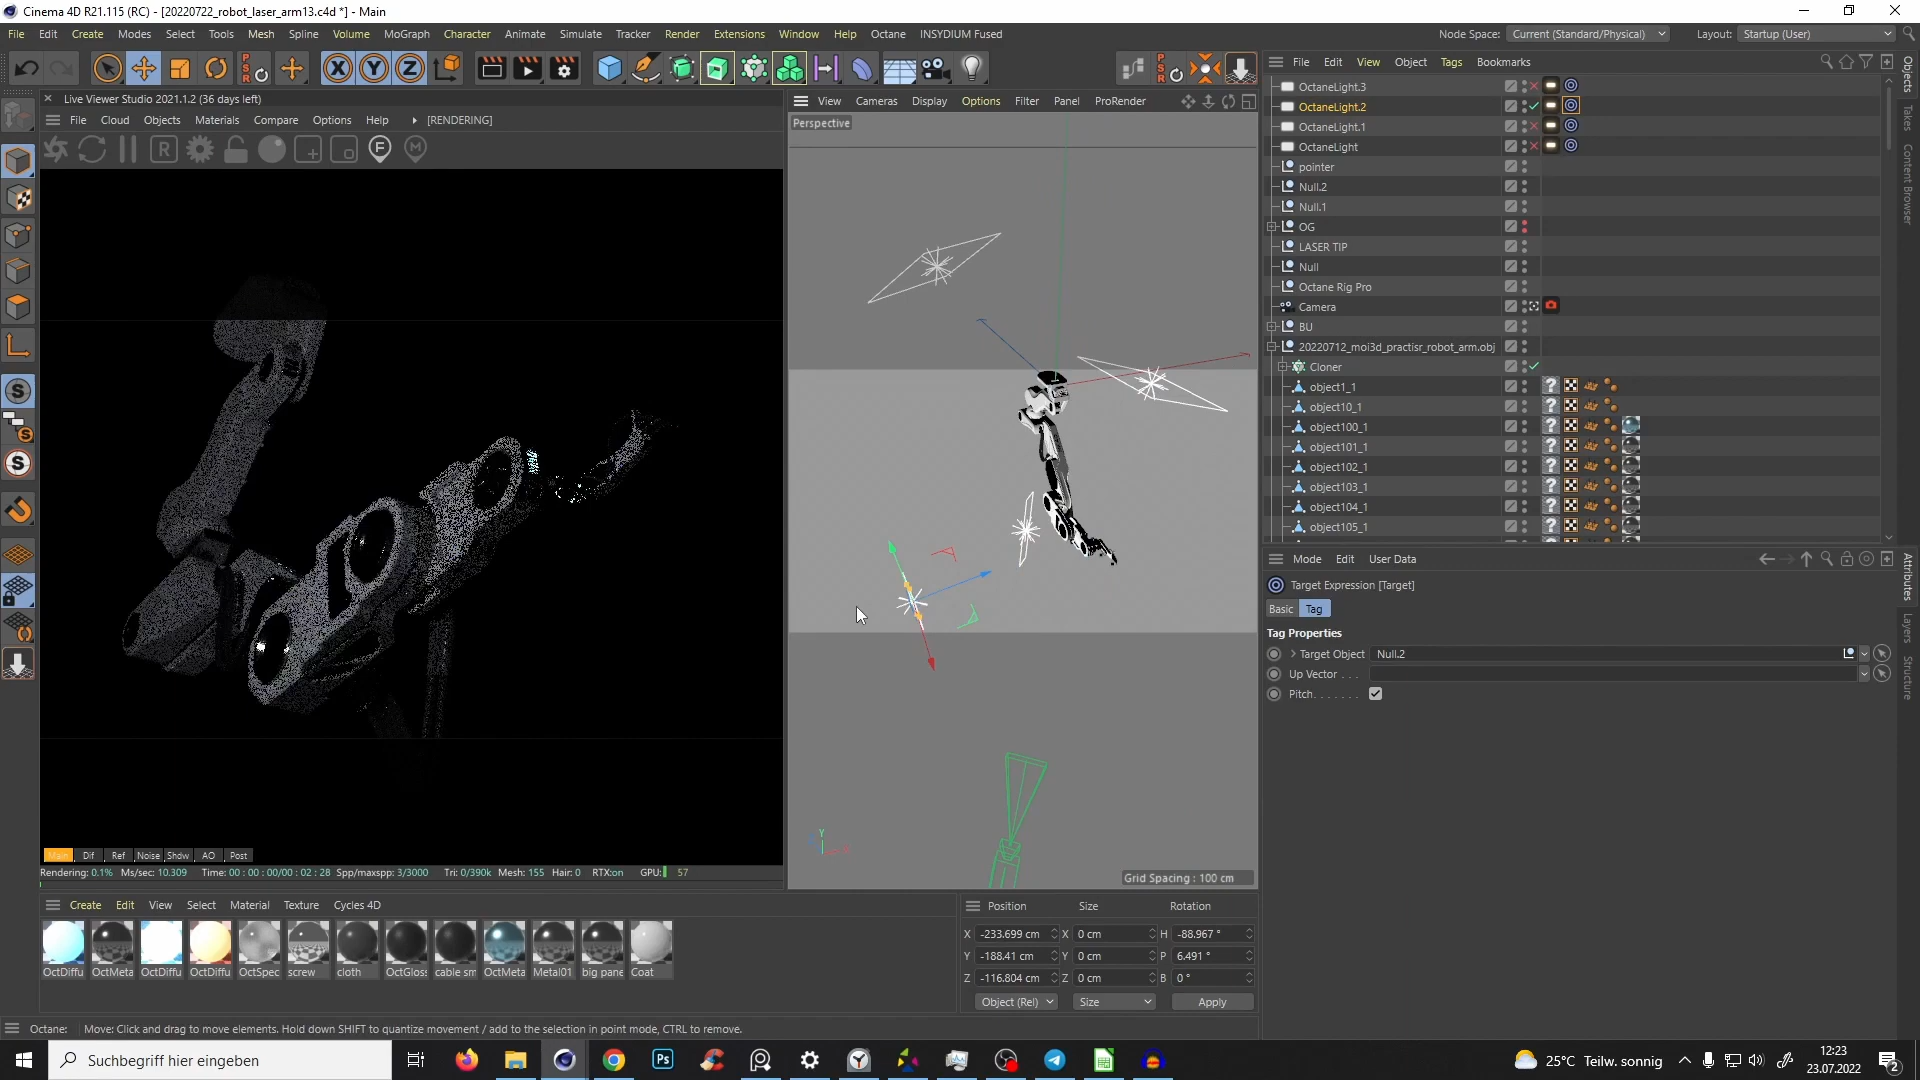 Cinema 4D R21.115 (RC) - [20220722_robot_laser_arm13.c4d *] - Main
File Edit Create Modes Select Tools Mesh Spline Volume MoGraph Character Animate Simulate Tracker Render Extensions Window Help Octane INSYDIUM Fused
Node Space: Current (Standard/Physical) Layout: Startup (User)
Live Viewer Studio 2021.1.2 (36 days left)
File Cloud Objects Materials Compare Options Help [RENDERING]
View Cameras Display Options Filter Panel ProRender
Perspective
Grid Spacing : 100 cm
File Edit View Object Tags Bookmarks
OctaneLight.3
OctaneLight.2
OctaneLight.1
OctaneLight
pointer
Null.2
Null.1
OG
LASER TIP
Null
Octane Rig Pro
Camera
BU
20220712_moi3d_practisr_robot_arm.obj
Cloner
object1_1
object10_1
object100_1
object101_1
object102_1
object103_1
object104_1
object105_1
Objects
Takes
Content Browser
Mode Edit User Data
Target Expression [Target]
Basic Tag
Tag Properties
Target Object Null.2
Up Vector . . .
Pitch. . . . . . .
Attributes
Layers
Structure
Main Dif Ref Noise Shdw AO Post
Rendering: 0.1% Ms/sec: 10.309 Time: 00 : 00 : 00/00 : 02 : 28 Spp/maxspp: 3/3000 Tri: 0/390k Mesh: 155 Hair: 0 RTX:on GPU: 57
Create Edit View Select Material Texture Cycles 4D
OctDiffu OctMeta OctDiffu OctDiffu OctSpec screw cloth OctGloss cable sm OctMeta Metal01 big pane Coat
Position Size Rotation
X -233.699 cm X 0 cm H -88.967 °
Y -188.41 cm Y 0 cm P 6.491 °
Z -116.804 cm Z 0 cm B 0 °
Object (Rel) Size Apply
Octane: Move: Click and drag to move elements. Hold down SHIFT to quantize movement / add to the selection in point mode, CTRL to remove.
Suchbegriff hier eingeben
25°C Teilw. sonnig
12:23
23.07.2022
2